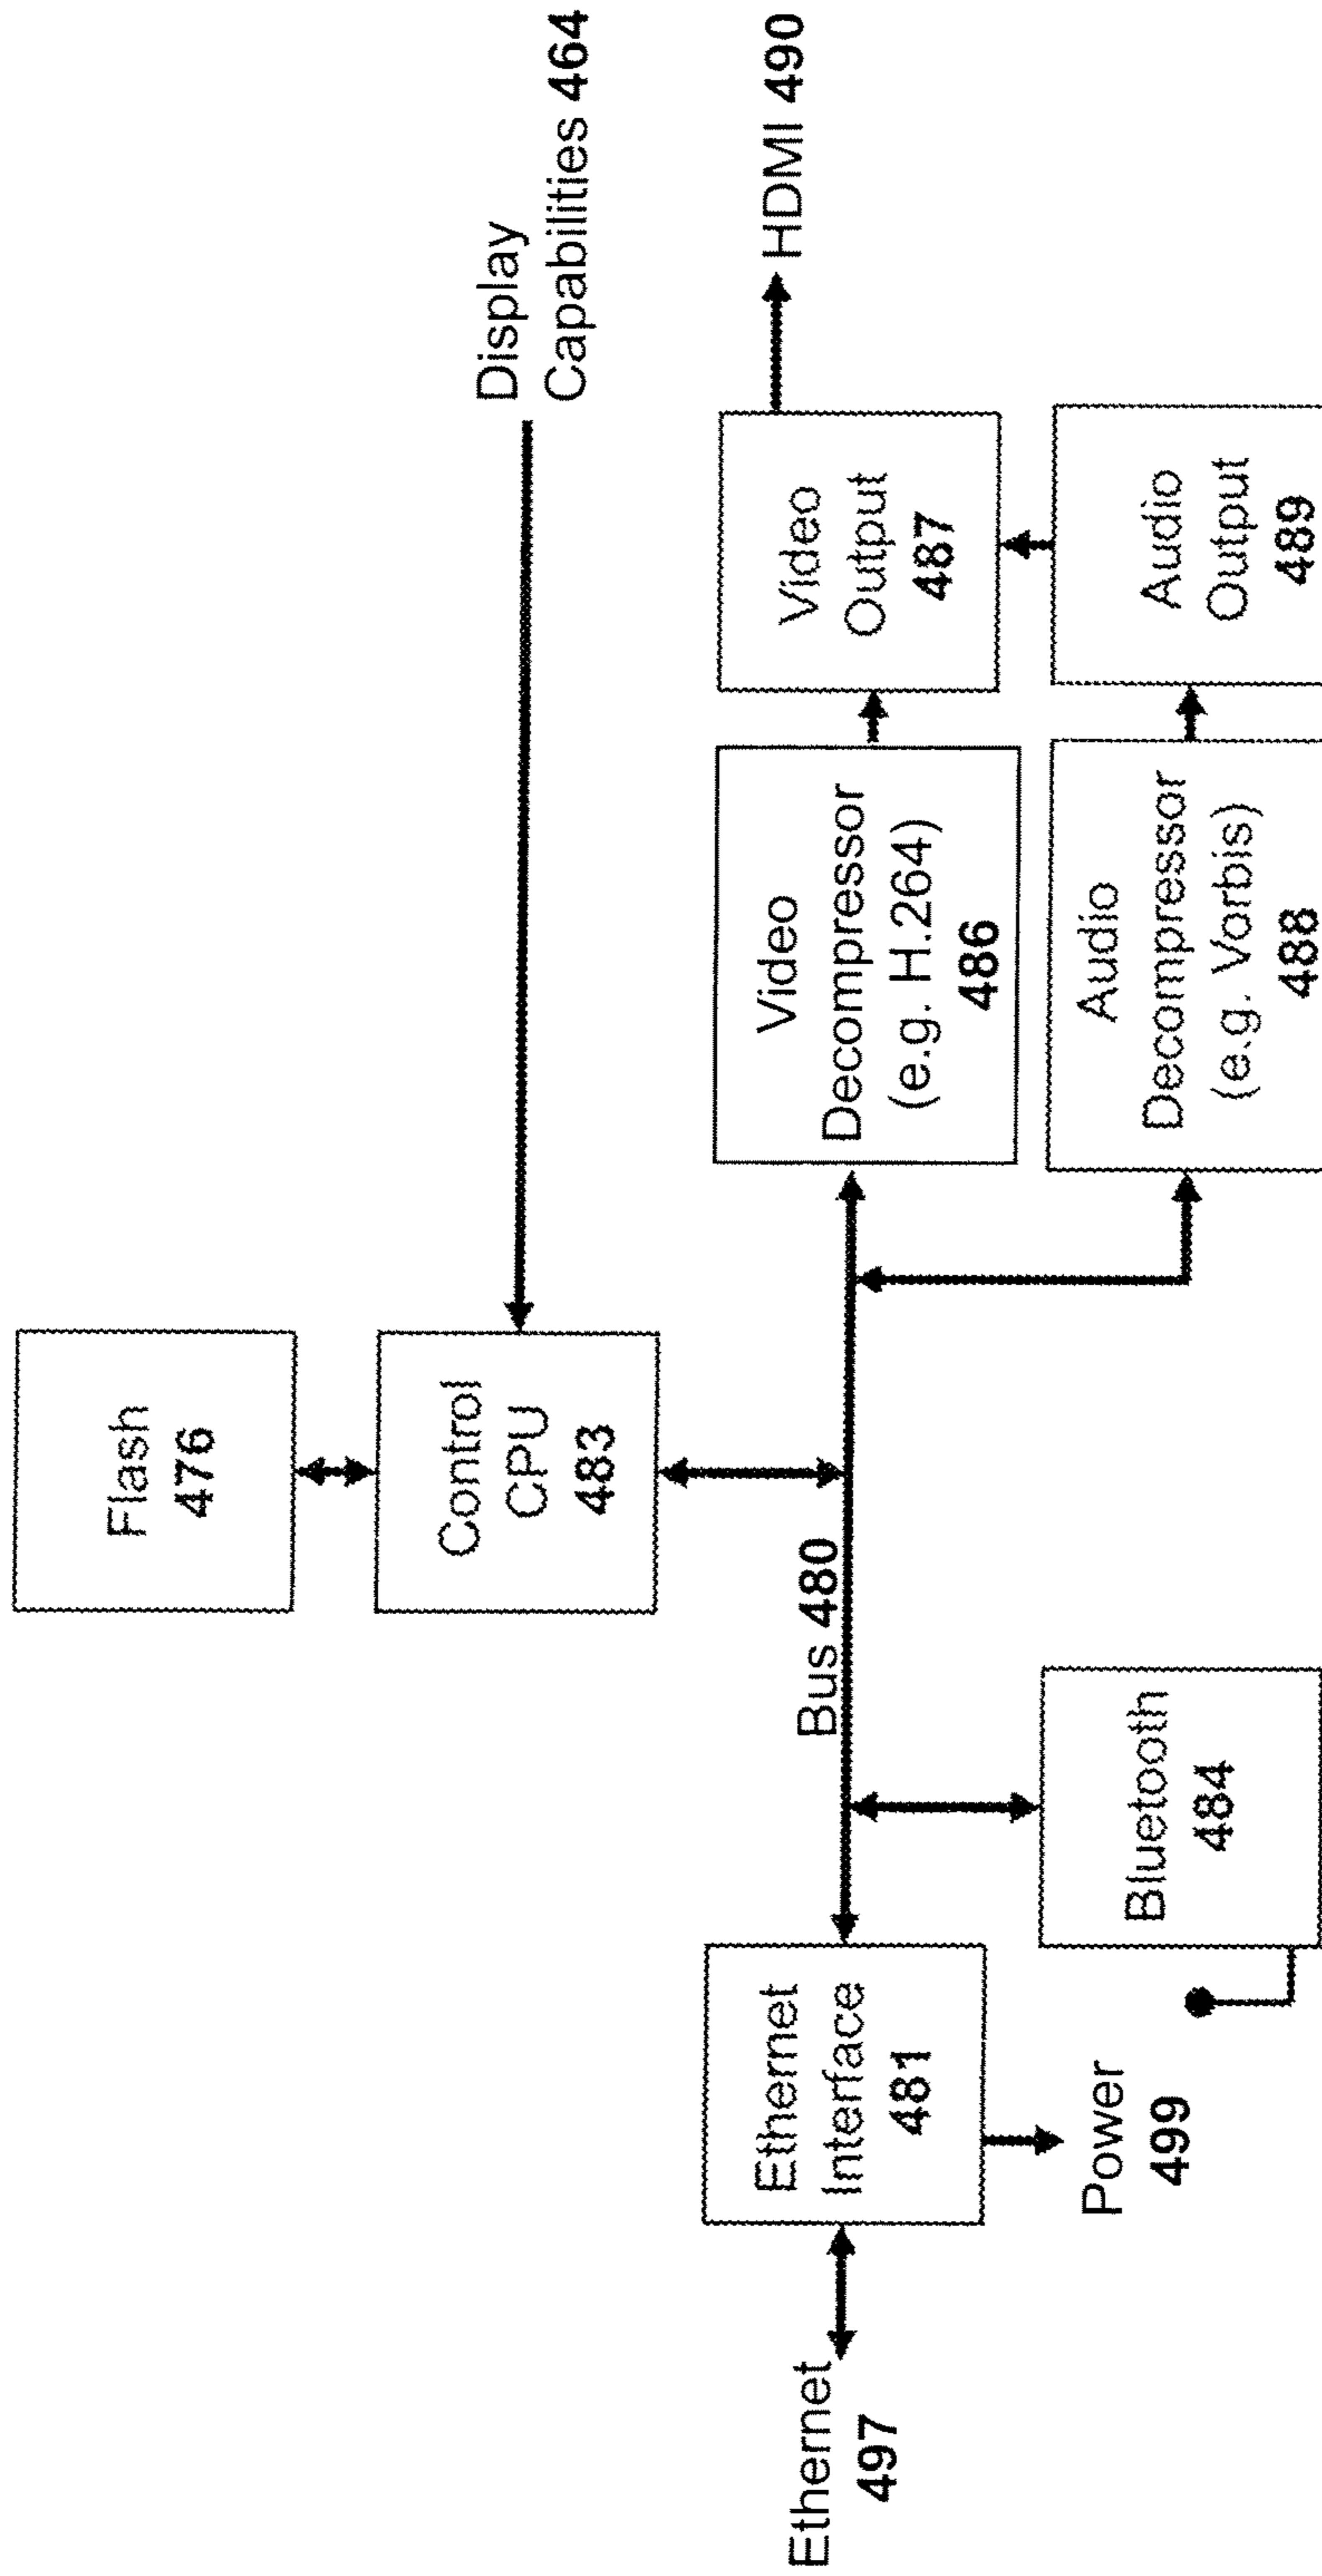 Flash
476
Control
CPU
483
Display
Capabilities 464
Bus 480
Ethernet
497
Ethernet
Interface
481
Power
499
Bluetooth
484
Video
Decompressor
(e.g. H.264)
486
Video
Output
487
HDMI 490
Audio
Decompressor
(e.g. Vorbis)
488
Audio
Output
489